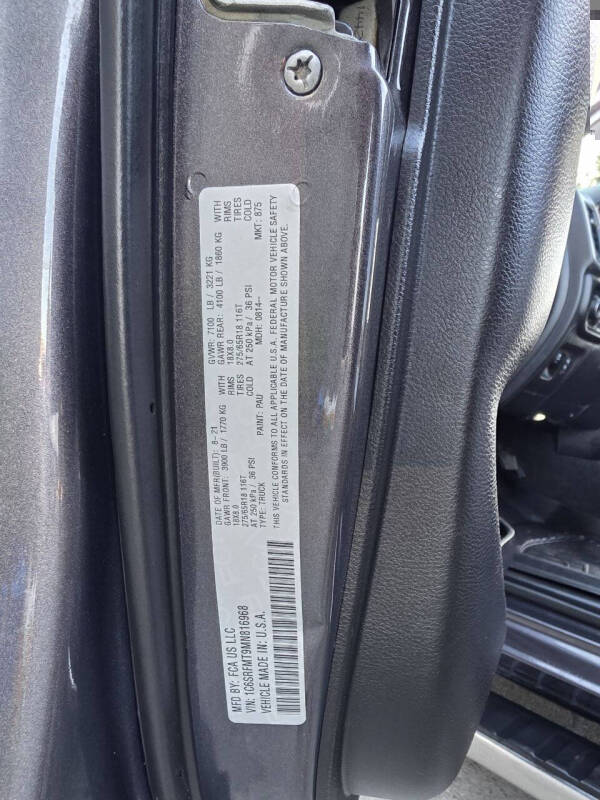 MFD BY: FCA US LLC
DATE OF MFR(BUILT): 8-21
GVWR: 7100 LB / 3221 KG
GAWR FRONT: 3900 LB / 1770 KG WITH
18X8.0 RIMS
275/65R18 116T TIRES
AT 250 kPa / 36 PSI COLD
GAWR REAR: 4100 LB / 1860 KG WITH
18X8.0 RIMS
275/65R18 116T TIRES
AT 250 kPa / 36 PSI COLD
VIN: 1C6SRFMT9MN816968
TYPE: TRUCK
PAINT: PAU
MDH: 0814--
MKT: 875
VEHICLE MADE IN: U.S.A.
THIS VEHICLE CONFORMS TO ALL APPLICABLE U.S.A. FEDERAL MOTOR VEHICLE SAFETY
STANDARDS IN EFFECT ON THE DATE OF MANUFACTURE SHOWN ABOVE.